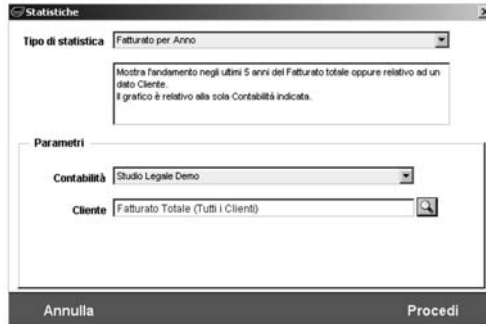 Statistiche
Tipo di statistica Fatturato per Anno
Mostra l'andamento negli ultimi 5 anni del Fatturato totale oppure relativo ad un
dato Cliente.
Il grafico è relativo alla sola Contabilità indicata.
Parametri
Contabilità Studio Legale Demo
Cliente Fatturato Totale (Tutti i Clienti)
Annulla Procedi